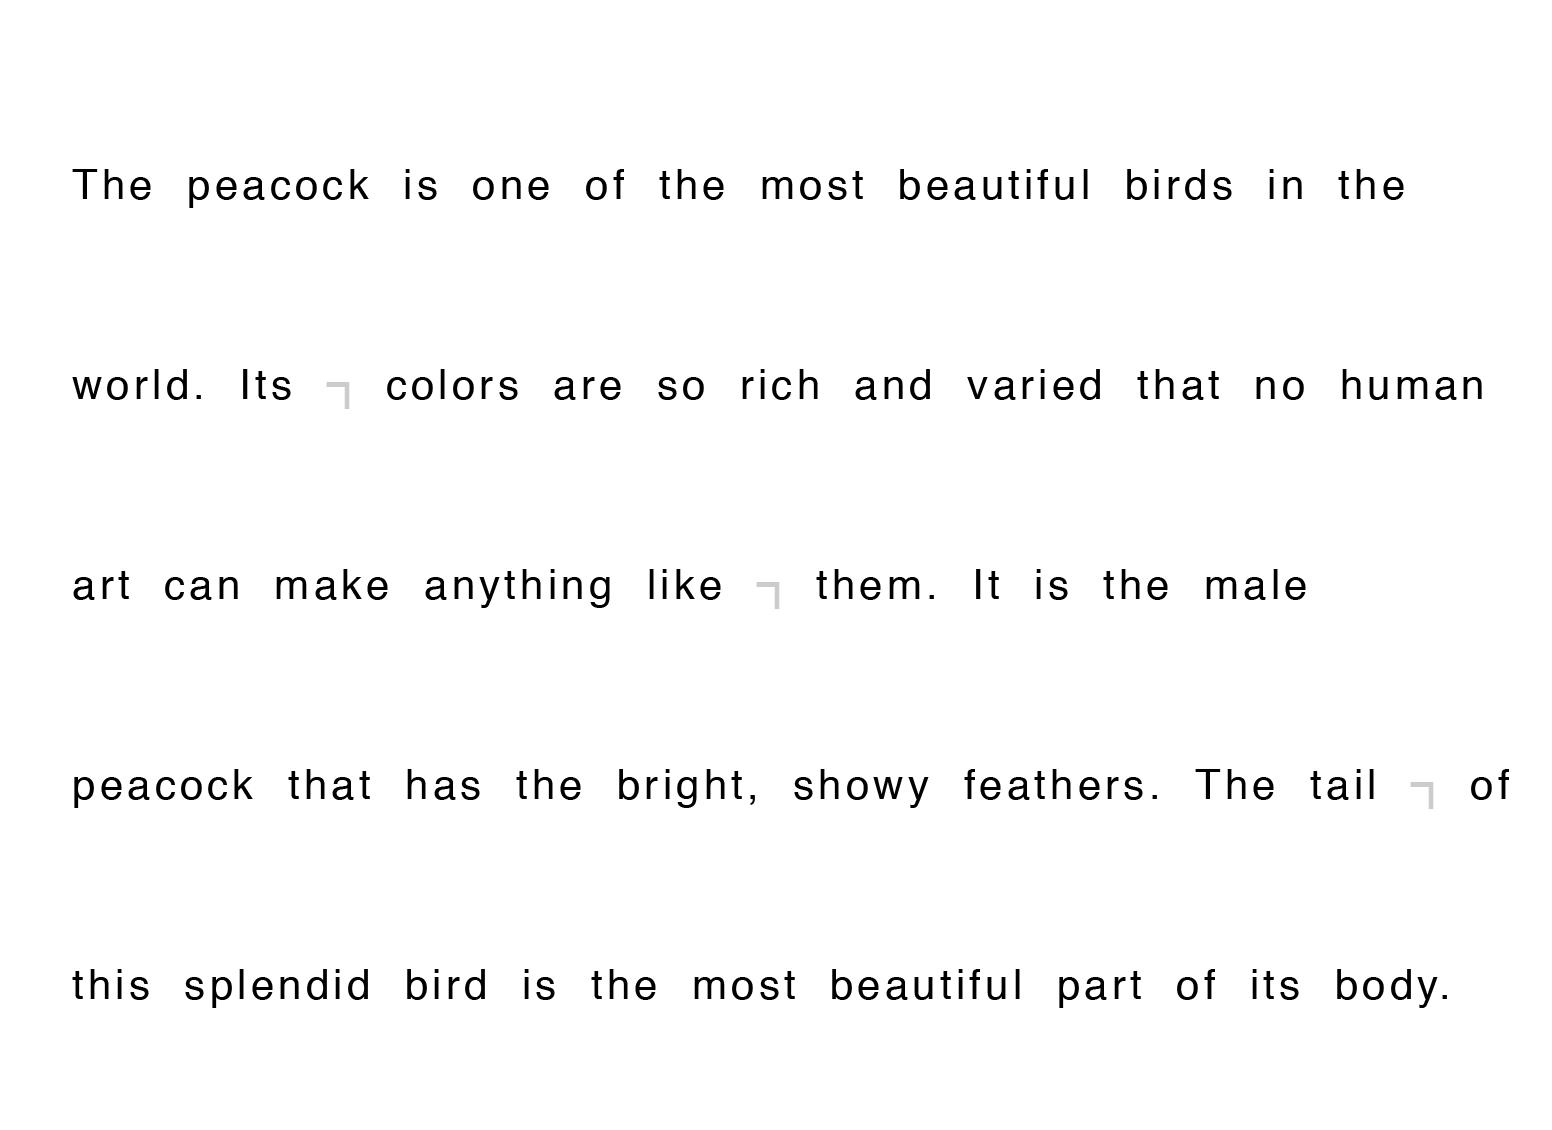 The peacock is one of the most beautiful birds in the
world. Its ¬ colors are so rich and varied that no human
art can make anything like ¬ them. It is the male
peacock that has the bright, showy feathers. The tail ¬ of
this splendid bird is the most beautiful part of its body.